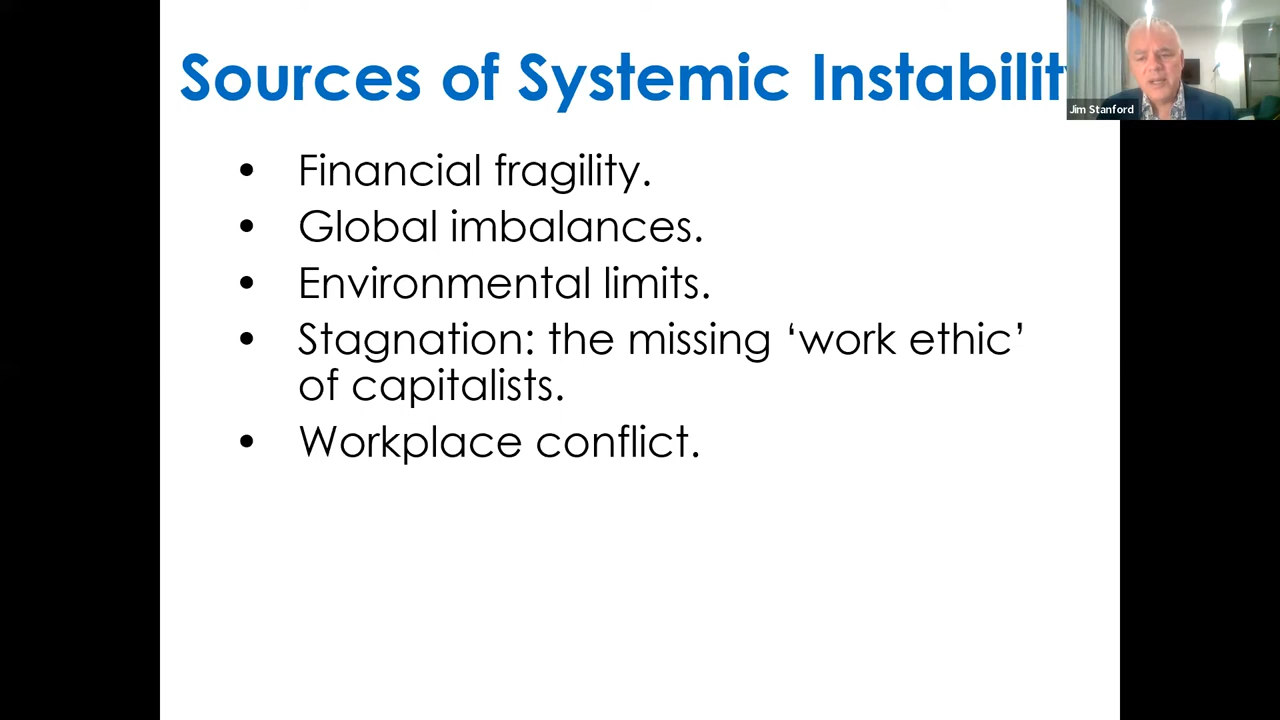 Sources of Systemic Instability
Jim Stanford
• Financial fragility.
• Global imbalances.
• Environmental limits.
• Stagnation: the missing ‘work ethic’
of capitalists.
• Workplace conflict.